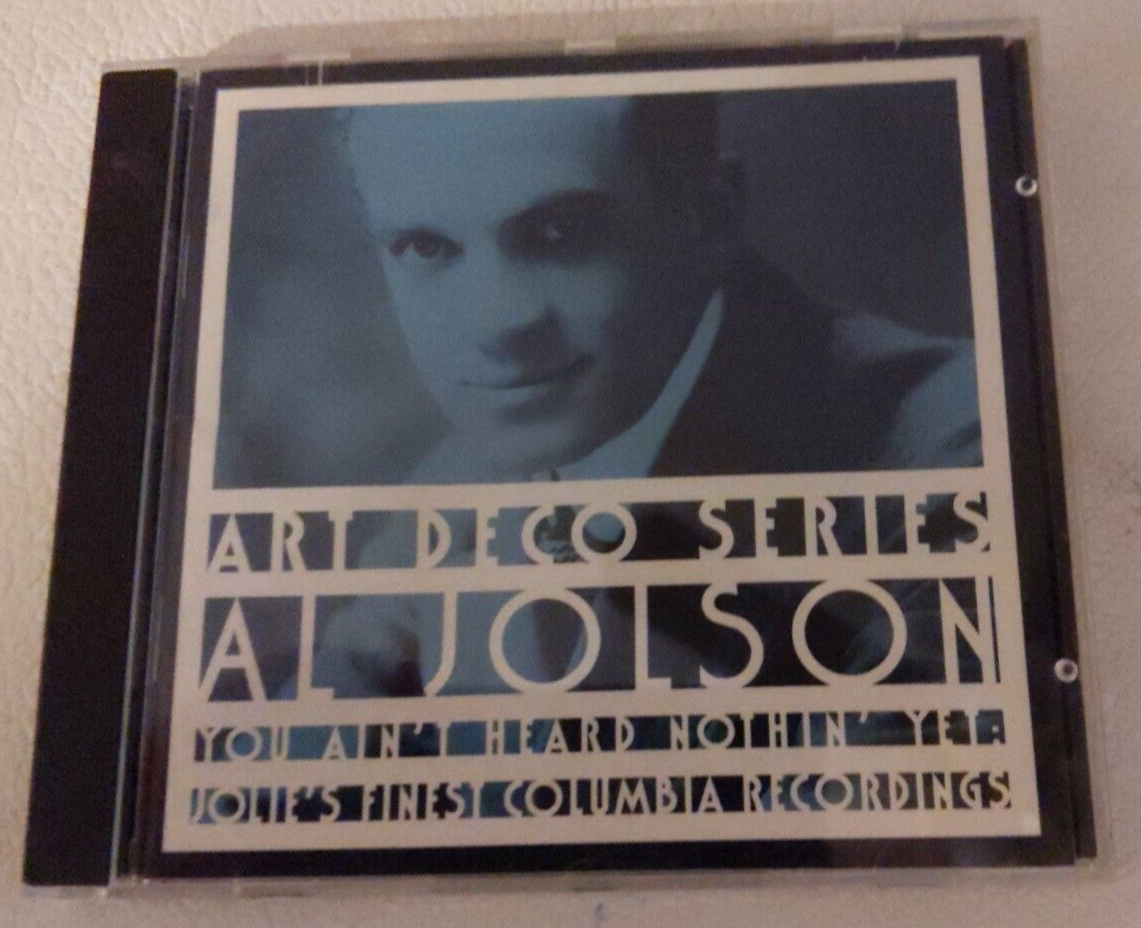 ART DECO SERIES
AL JOLSON
YOU AIN'T HEARD NOTHIN' YET:
JOLIE'S FINEST COLUMBIA RECORDINGS